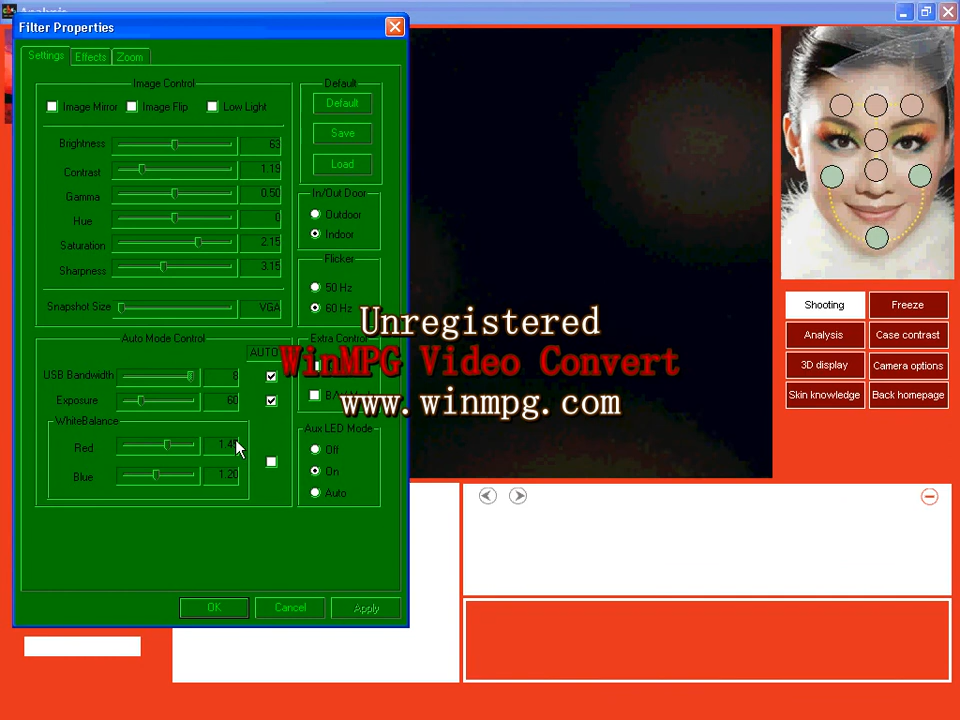 Analysis
Filter Properties
Settings
Effects
Zoom
Image Control
Image Mirror
Image Flip
Low Light
Brightness
63
Contrast
1.19
Gamma
0.50
Hue
0
Saturation
2.15
Sharpness
3.15
Snapshot Size
VGA
Default
Default
Save
Load
In/Out Door
Outdoor
Indoor
Flicker
50 Hz
60 Hz
Auto Mode Control
AUTO
USB Bandwidth
8
Exposure
60
WhiteBalance
Red
Blue
1.20
Extra Control
Aux LED Mode
Off
On
Auto
OK
Cancel
Apply
Unregistered
WinMPG Video Convert
www.winmpg.com
Shooting
Freeze
Analysis
Case contrast
3D display
Camera options
Skin knowledge
Back homepage